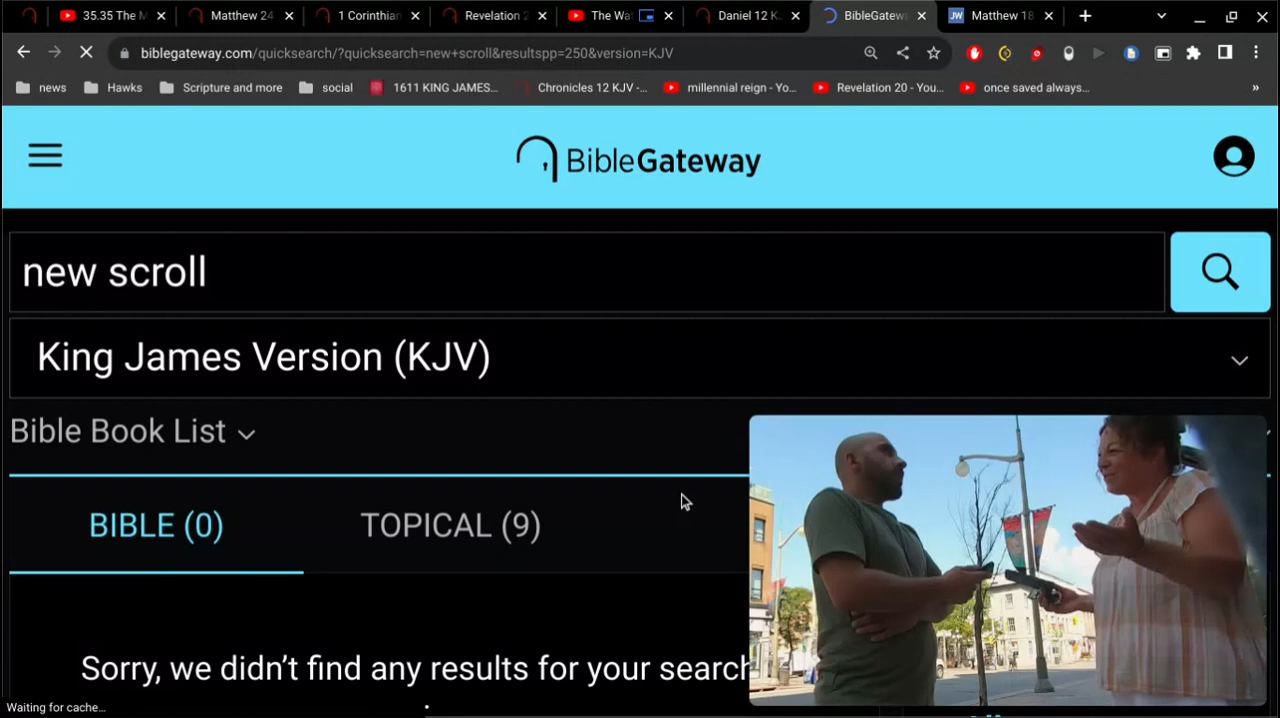 35.35 The M
Matthew 24
1 Corinthian
Revelation 2
The Wa
Daniel 12 K
BibleGatew
JW Matthew 18
biblegateway.com/quicksearch/?quicksearch=new+scroll&resultspp=250&version=KJV
news
Hawks
Scripture and more
social
1611 KING JAMES...
Chronicles 12 KJV -...
millennial reign - Yo...
Revelation 20 - You...
once saved always...
»
BibleGateway
new scroll
King James Version (KJV)
Bible Book List
BIBLE (0)
TOPICAL (9)
Sorry, we didn't find any results for your search
Waiting for cache...